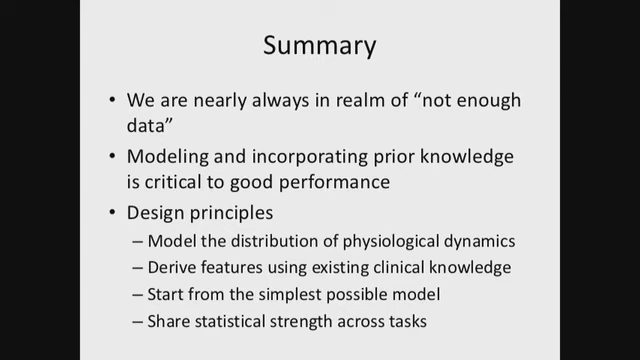 Summary
• We are nearly always in realm of “not enough
data”
• Modeling and incorporating prior knowledge
is critical to good performance
• Design principles
– Model the distribution of physiological dynamics
– Derive features using existing clinical knowledge
– Start from the simplest possible model
– Share statistical strength across tasks